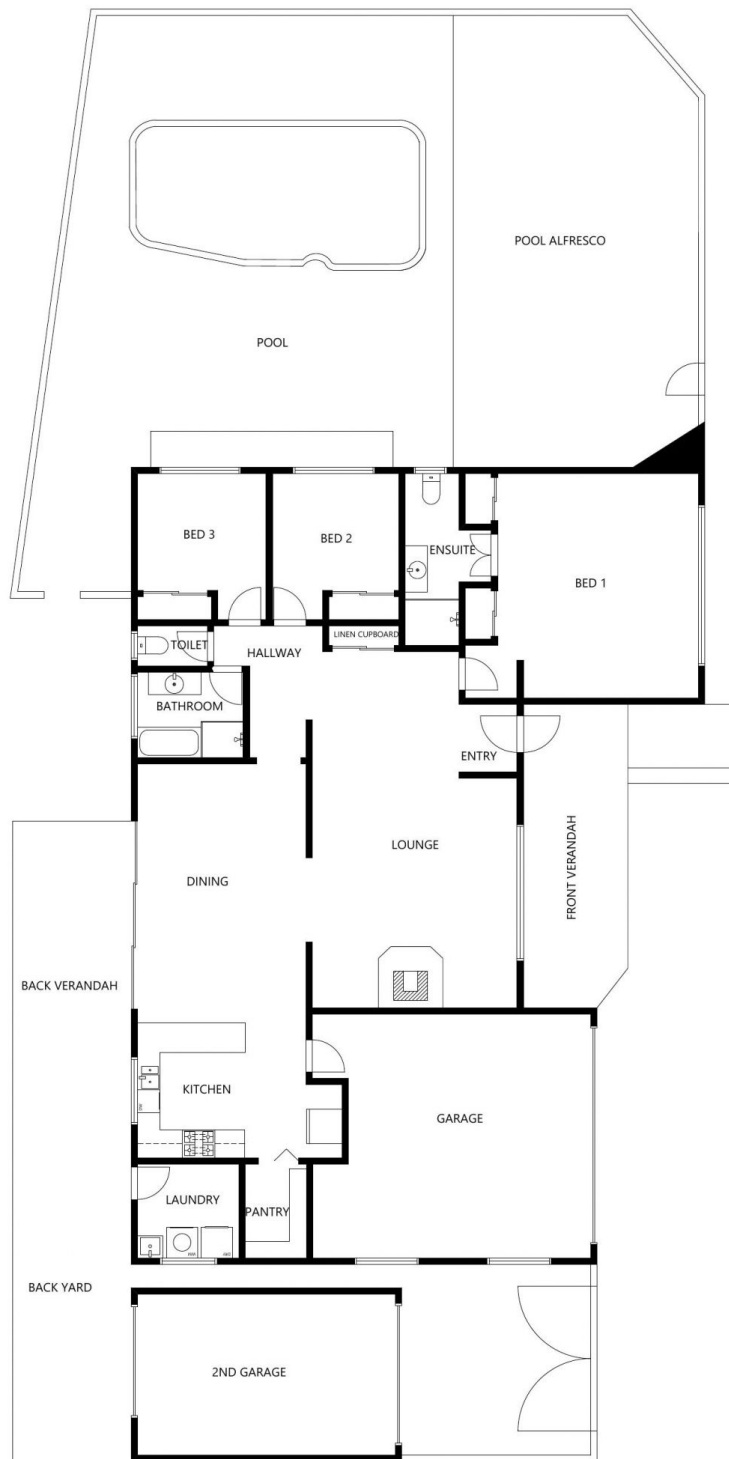 POOL ALFRESCO
POOL
BED 3
BED 2
ENSUITE
BED 1
LINEN CUPBOARD
TOILET
HALLWAY
BATHROOM
ENTRY
LOUNGE
FRONT VERANDAH
DINING
BACK VERANDAH
KITCHEN
GARAGE
LAUNDRY
PANTRY
BACK YARD
2ND GARAGE